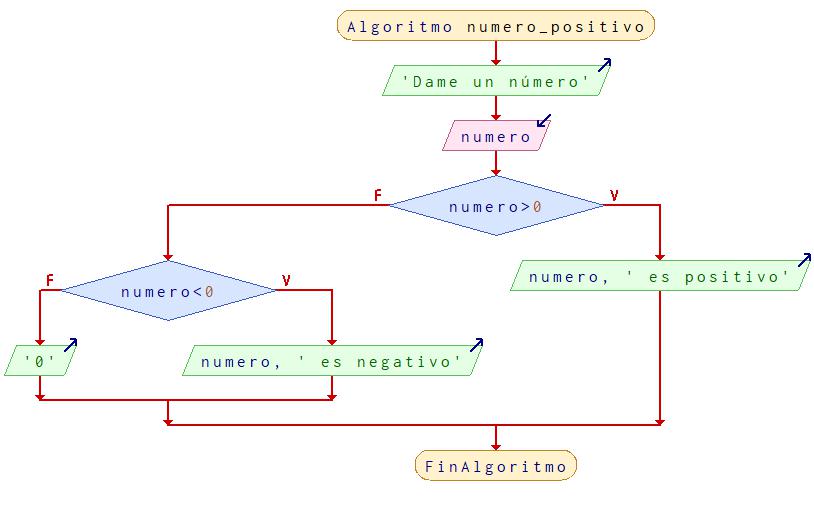 Algoritmo numero_positivo
'Dame un número'
numero
numero>0
F
V
numero<0
F
V
numero, ' es positivo'
'0'
numero, ' es negativo'
FinAlgoritmo